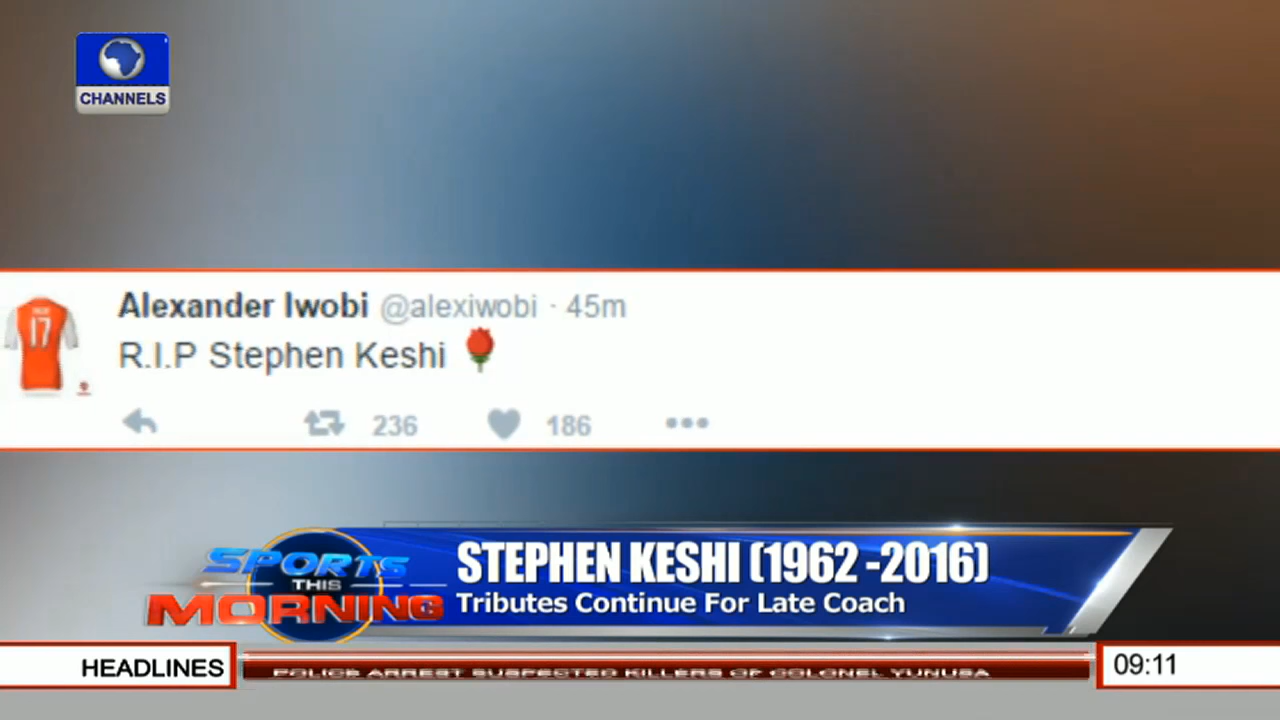 CHANNELS
Alexander Iwobi @alexiwobi · 45m
R.I.P Stephen Keshi 🌹
17
236 186
SPORTS
THIS
MORNING
STEPHEN KESHI (1962 -2016)
Tributes Continue For Late Coach
HEADLINES
POLICE ARREST SUSPECTED KILLERS OF COLONEL YUNUSA
09:11